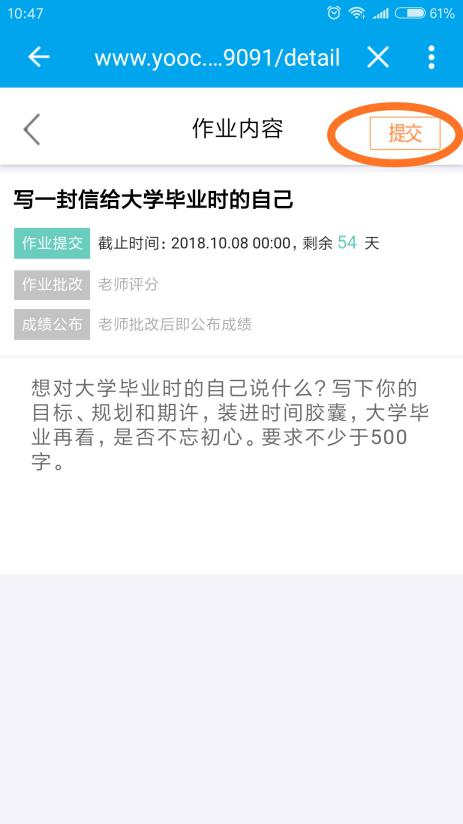 10:47
61%
www.yooc....9091/detail
作业内容
提交
写一封信给大学毕业时的自己
作业提交 截止时间: 2018.10.08 00:00, 剩余 54 天
作业批改 老师评分
成绩公布 老师批改后即公布成绩
想对大学毕业时的自己说什么？写下你的
目标、规划和期许，装进时间胶囊，大学毕
业再看，是否不忘初心。要求不少于500
字。